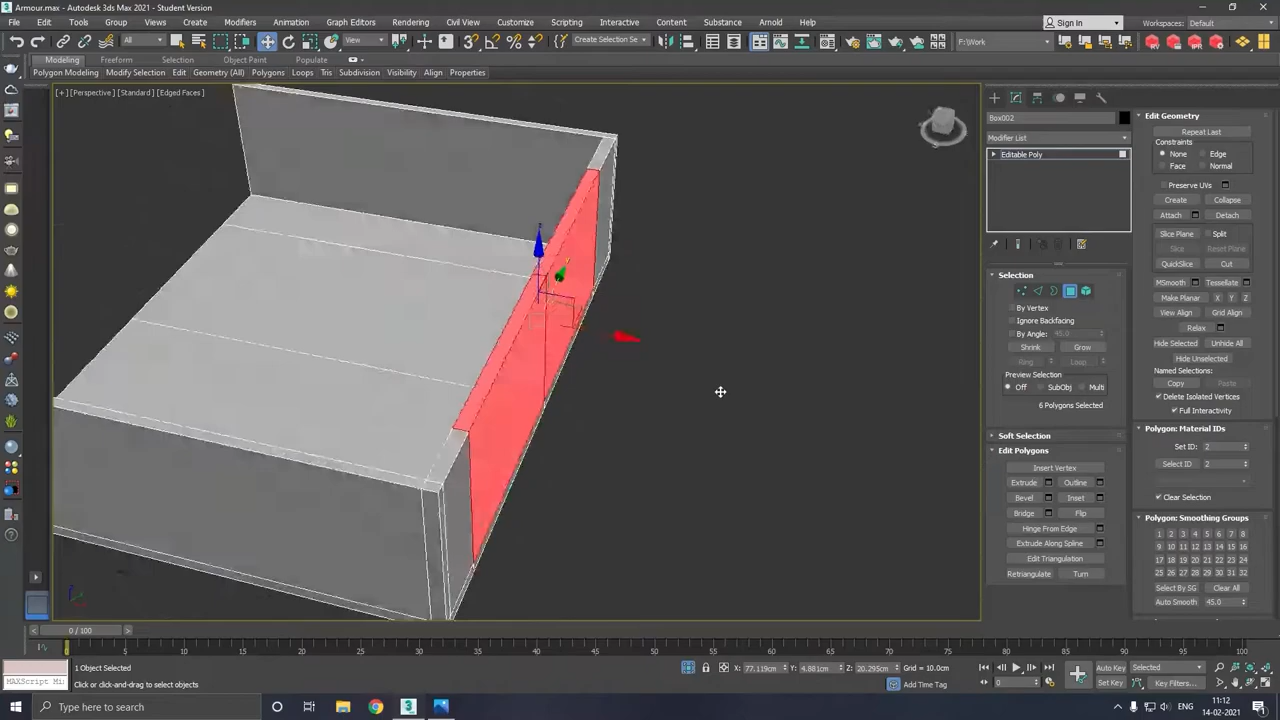 Armour.max - Autodesk 3ds Max 2021 - Student Version
File Edit Tools Group Views Create Modifiers Animation Graph Editors Rendering Civil View Customize Scripting Interactive Content Substance Arnold Help
Sign In Workspaces: Default
All View Create Selection Se F:\Work
Modeling Freeform Selection Object Paint Populate
Polygon Modeling Modify Selection Edit Geometry (All) Polygons Loops Tris Subdivision Visibility Align Properties
[+] [Perspective] [Standard] [Edged Faces]
Box002
Modifier List
Editable Poly
Selection
By Vertex
Ignore Backfacing
By Angle: 45.0
Shrink Grow
Ring Loop
Preview Selection
Off SubObj Multi
6 Polygons Selected
Soft Selection
Edit Polygons
Insert Vertex
Extrude Outline
Bevel Inset
Bridge Flip
Hinge From Edge
Extrude Along Spline
Edit Triangulation
Retriangulate Turn
Edit Geometry
Repeat Last
Constraints
None Edge
Face Normal
Preserve UVs
Create Collapse
Attach Detach
Slice Plane Split
Slice Reset Plane
QuickSlice Cut
MSmooth Tessellate
Make Planar X Y Z
View Align Grid Align
Relax
Hide Selected Unhide All
Hide Unselected
Named Selections:
Copy Paste
Delete Isolated Vertices
Full Interactivity
Polygon: Material IDs
Set ID: 2
Select ID 2
Clear Selection
Polygon: Smoothing Groups
1 2 3 4 5 6 7 8
9 10 11 12 13 14 15 16
17 18 19 20 21 22 23 24
25 26 27 28 29 30 31 32
Select By SG Clear All
Auto Smooth 45.0
0 / 100
0 5 10 15 20 25 30 35 40 45 50 55 60 65 70 75 80 85 90 95 100
1 Object Selected X: 77.119cm Y: 4.881cm Z: 20.295cm Grid = 10.0cm Auto Key Selected
MAXScript Mi Click or click-and-drag to select objects Add Time Tag 0 Set Key Key Filters...
Type here to search
ENG
11:12
14-02-2021